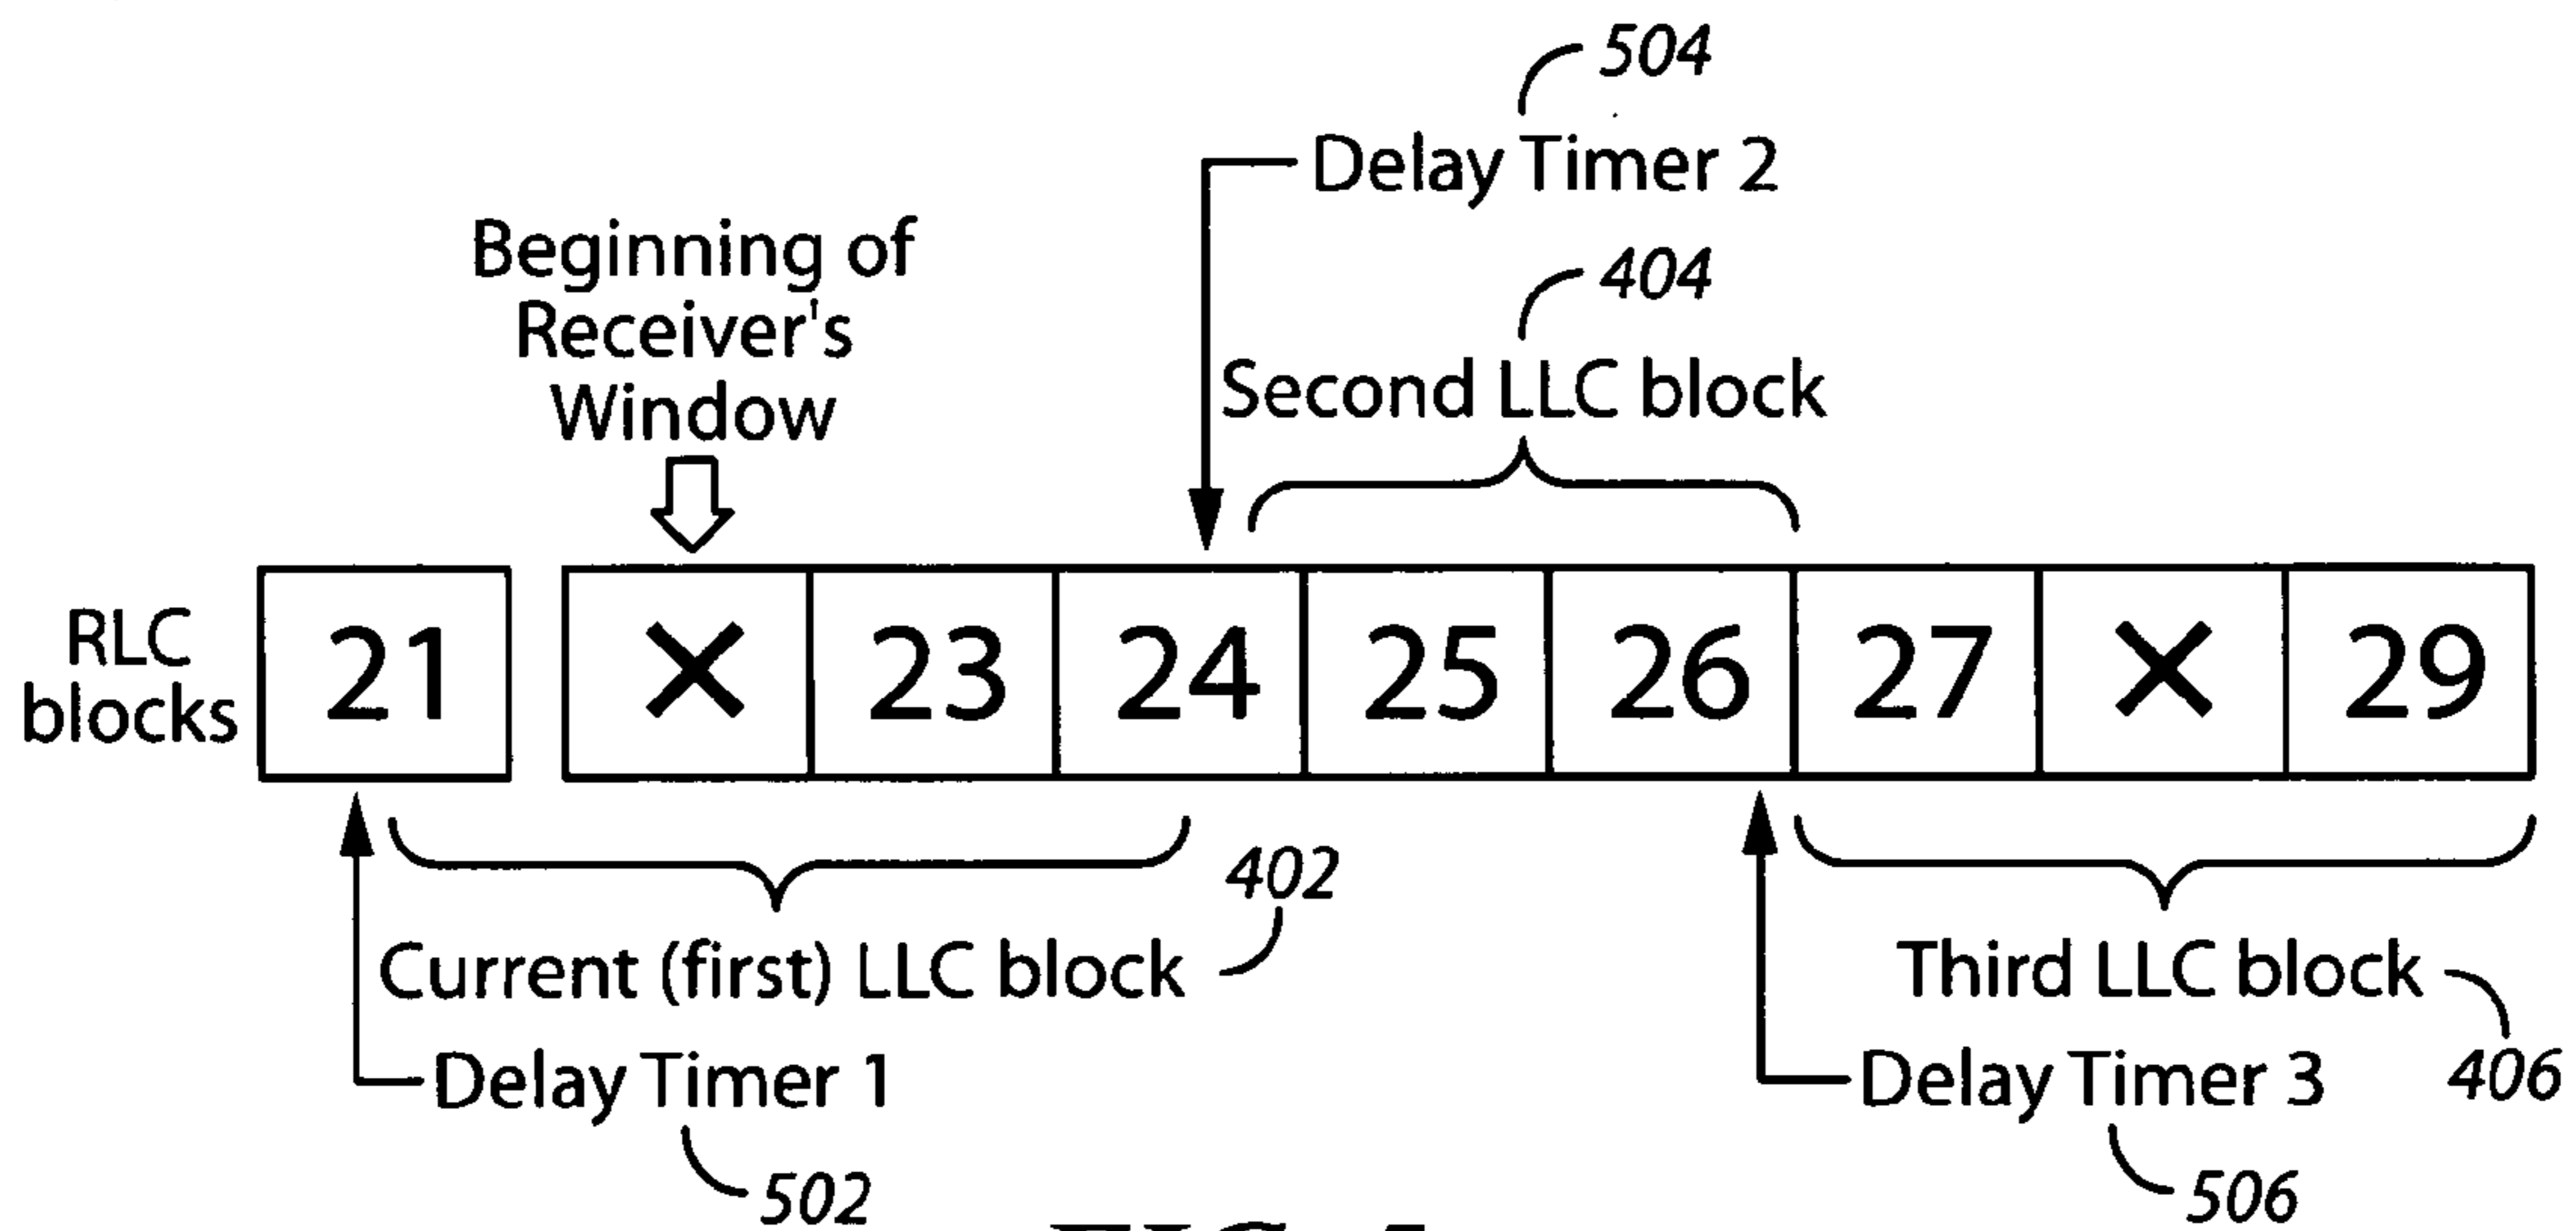 504
Delay Timer 2
Beginning of
Receiver's
Window
404
Second LLC block
RLC
blocks
21 X 23 24 25 26 27 X 29
402
Current (first) LLC block
Third LLC block
Delay Timer 1
Delay Timer 3
406
502
506